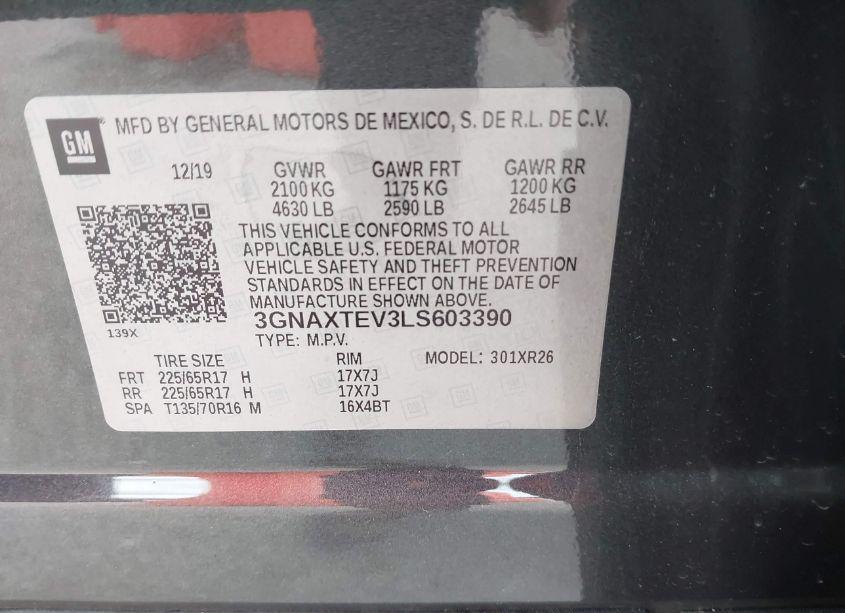 GM
MFD BY GENERAL MOTORS DE MEXICO, S. DE R.L. DE C.V.
12/19 GVWR GAWR FRT GAWR RR
2100 KG 1175 KG 1200 KG
4630 LB 2590 LB 2645 LB
THIS VEHICLE CONFORMS TO ALL
APPLICABLE U.S. FEDERAL MOTOR
VEHICLE SAFETY AND THEFT PREVENTION
STANDARDS IN EFFECT ON THE DATE OF
MANUFACTURE SHOWN ABOVE.
3GNAXTEV3LS603390
139X
TYPE: M.P.V.
TIRE SIZE RIM MODEL: 301XR26
FRT 225/65R17 H 17X7J
RR 225/65R17 H 17X7J
SPA T135/70R16 M 16X4BT